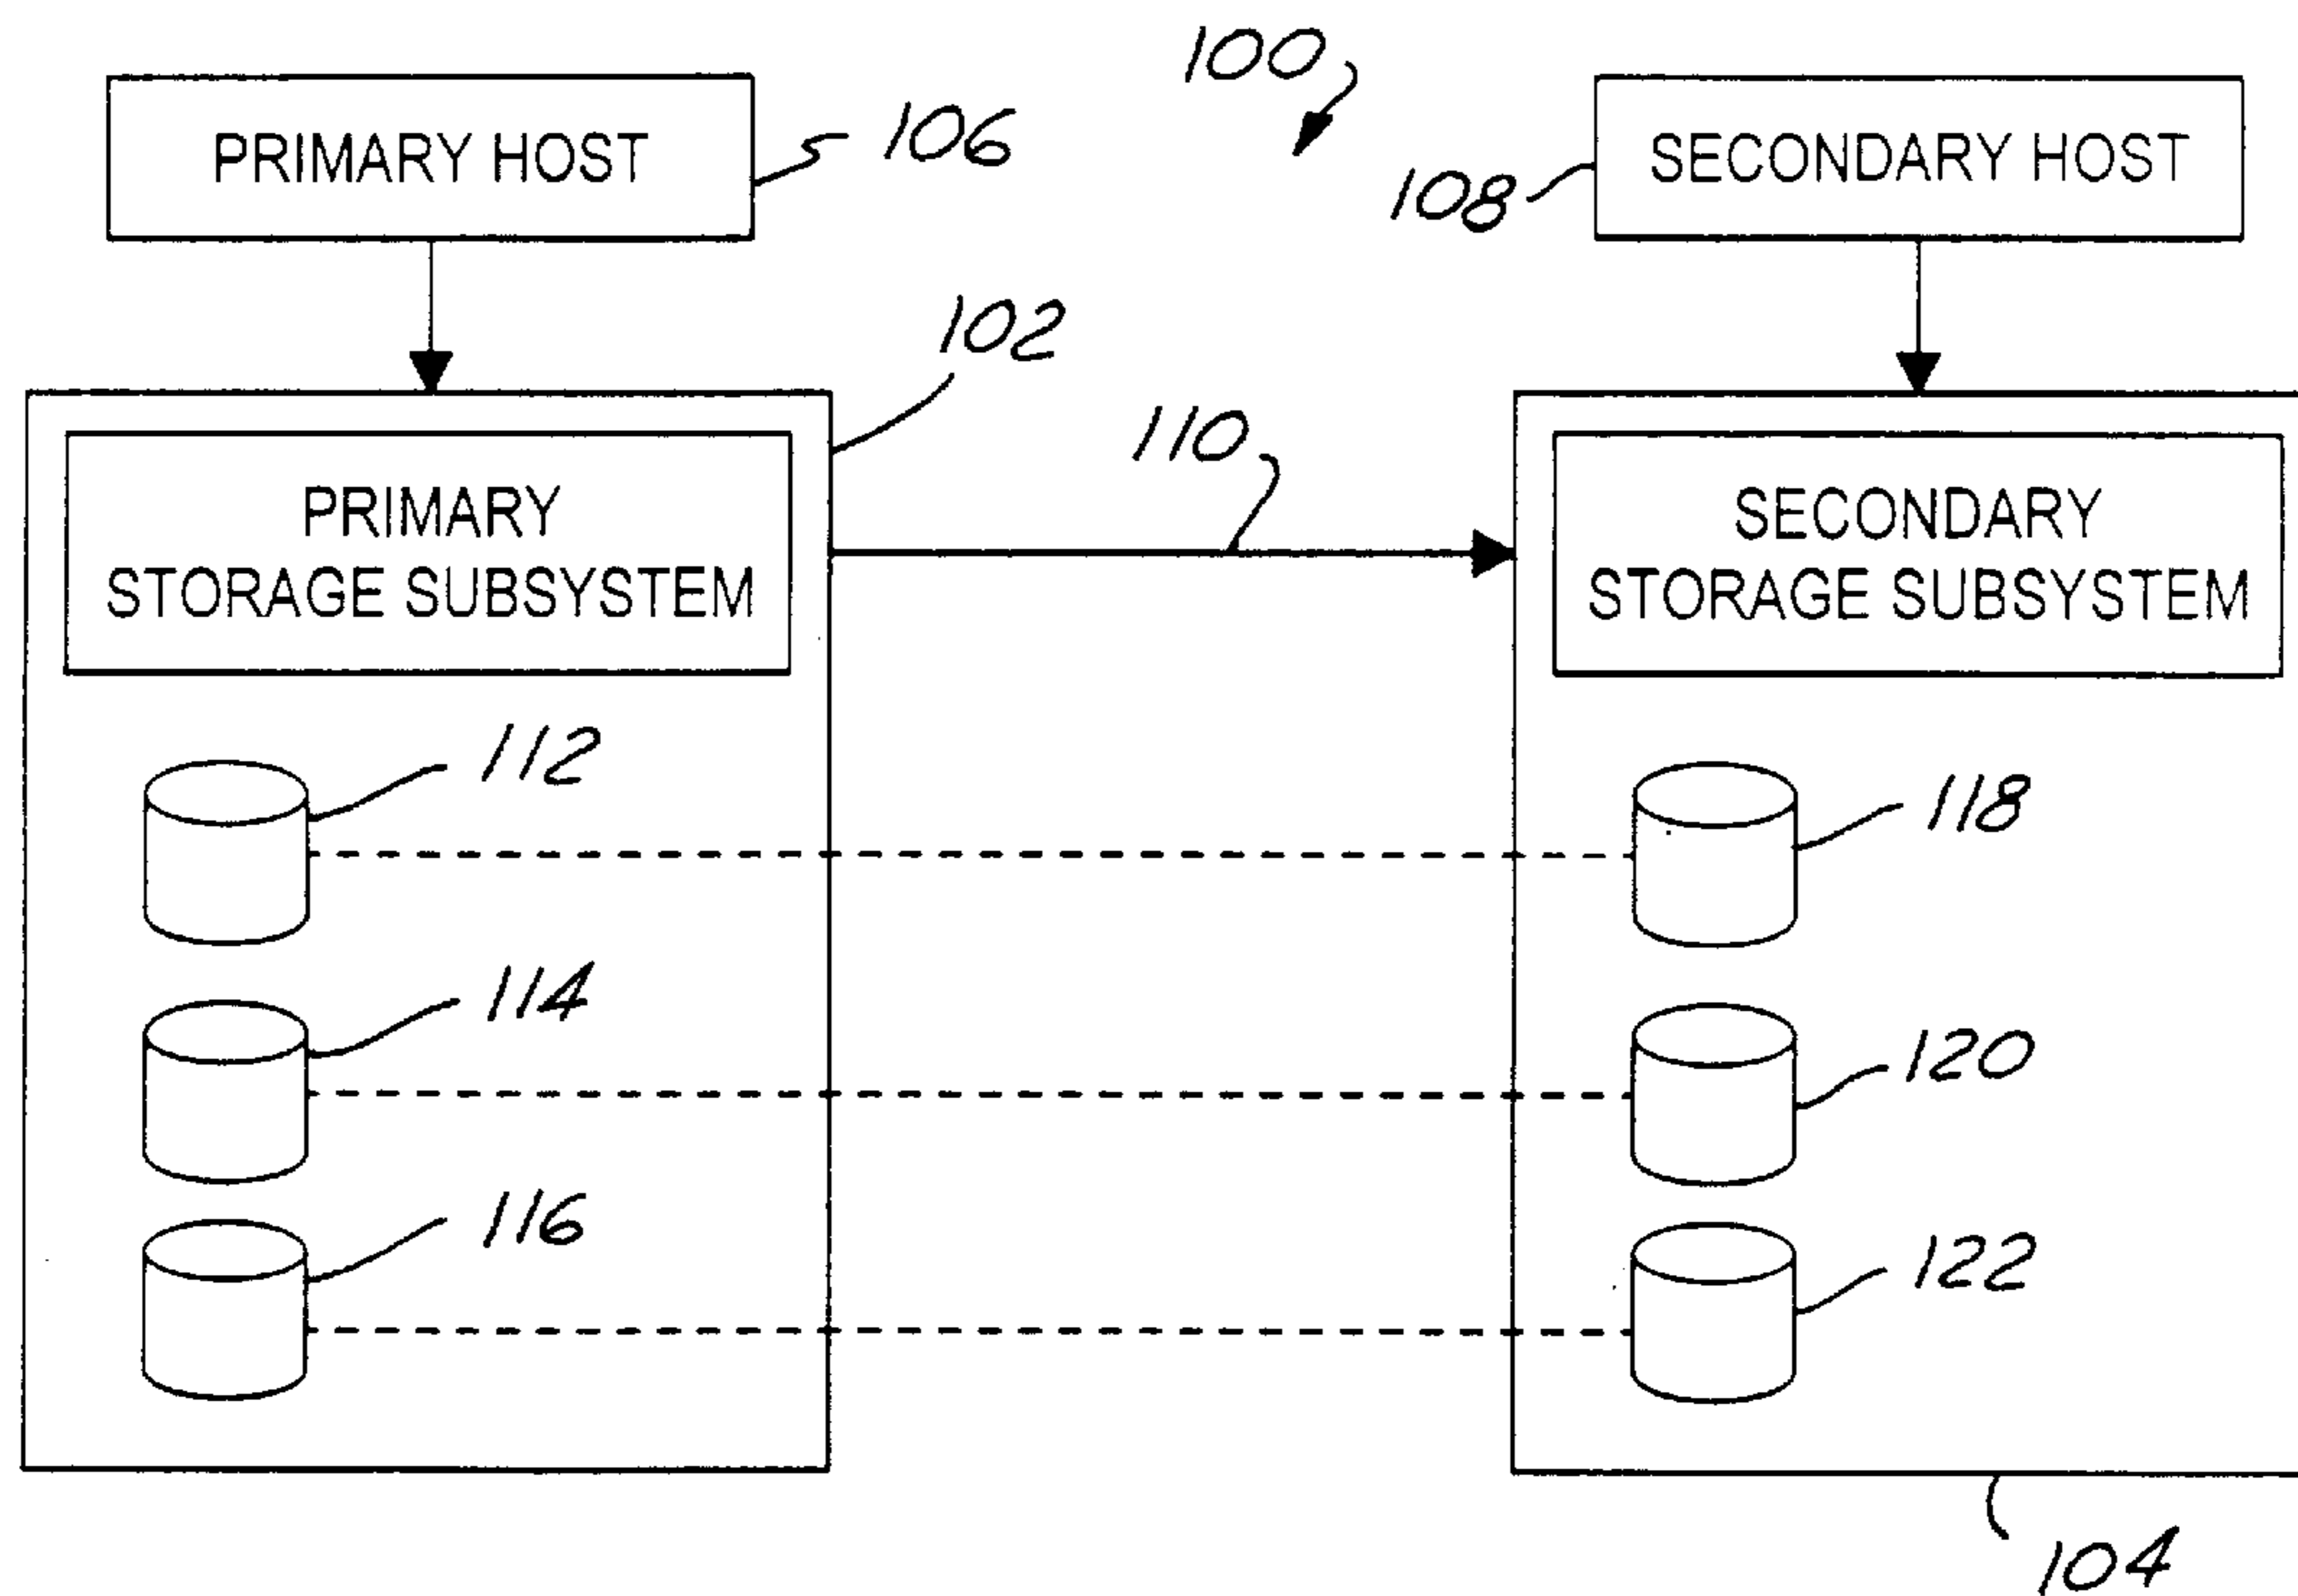 100
PRIMARY HOST
106
108
SECONDARY HOST
102
110
PRIMARY
STORAGE SUBSYSTEM
SECONDARY
STORAGE SUBSYSTEM
112
118
114
120
116
122
104